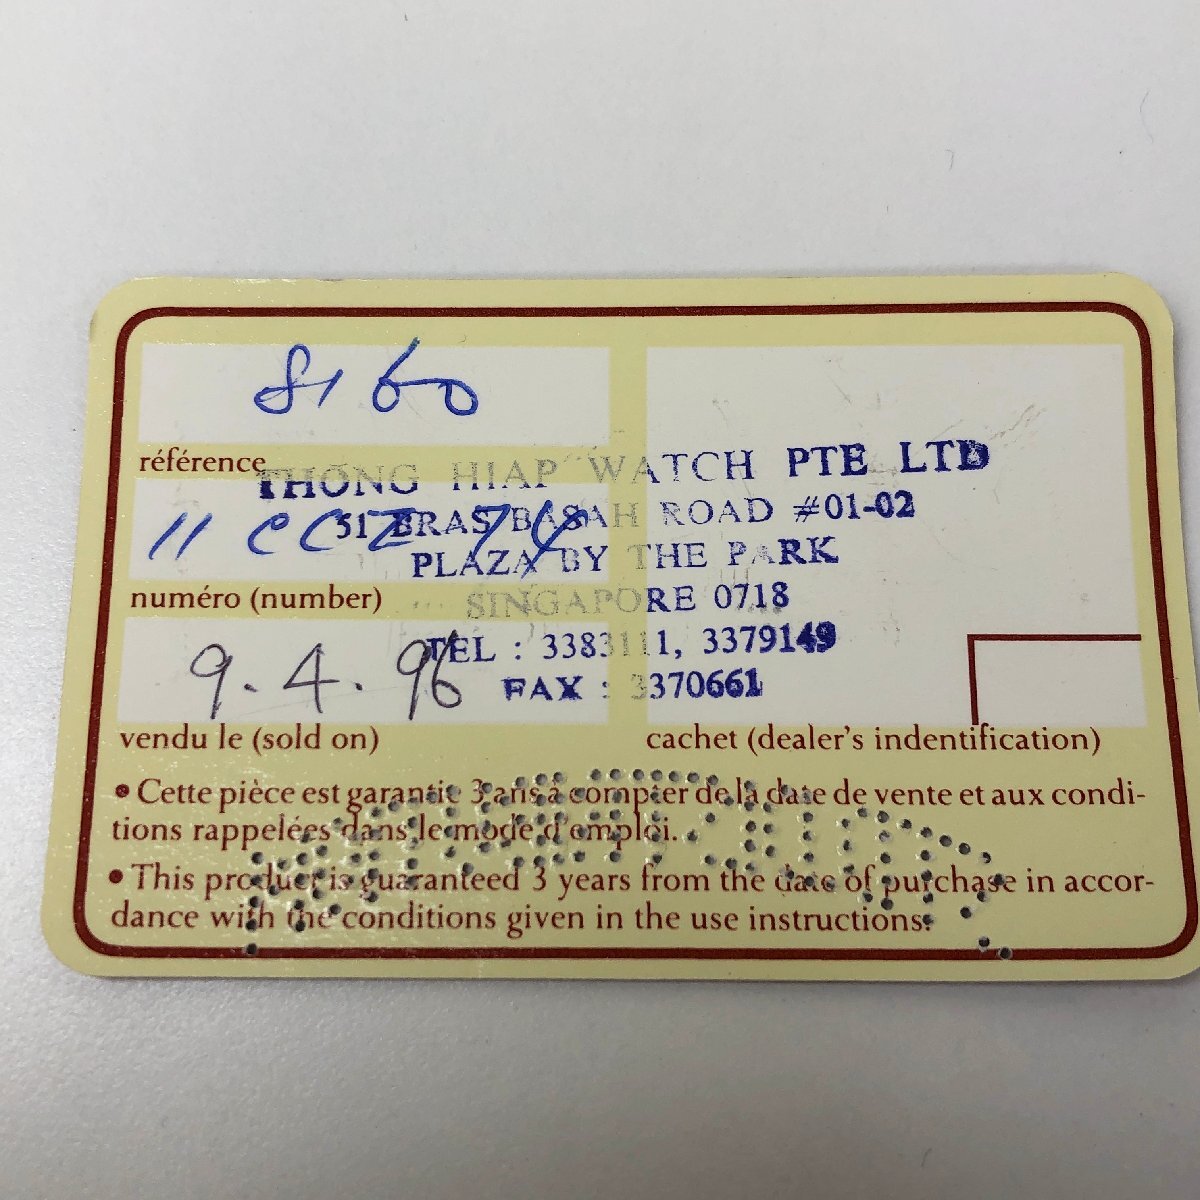 8160
référence
THONG HIAP WATCH PTE LTD
11 CCZ 74
51 BRAS BASAH ROAD #01-02
PLAZA BY THE PARK
numéro (number)
SINGAPORE 0718
9.4.96
TEL : 3383111, 3379149
FAX : 3370661
vendu le (sold on)
cachet (dealer's indentification)
• Cette pièce est garantie 3 ans à compter de la date de vente et aux condi-
tions rappelées dans le mode d'emploi.
• This product is guaranteed 3 years from the date of purchase in accor-
dance with the conditions given in the use instructions.